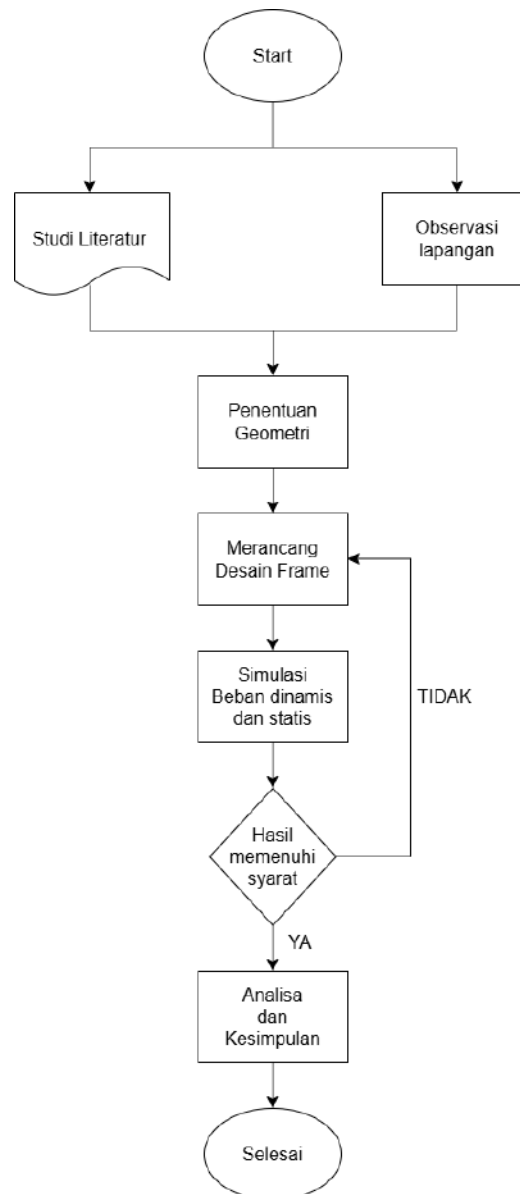 Start
Studi Literatur
Observasi
lapangan
Penentuan
Geometri
Merancang
Desain Frame
Simulasi
Beban dinamis
dan statis
TIDAK
Hasil
memenuhi
syarat
YA
Analisa
dan
Kesimpulan
Selesai